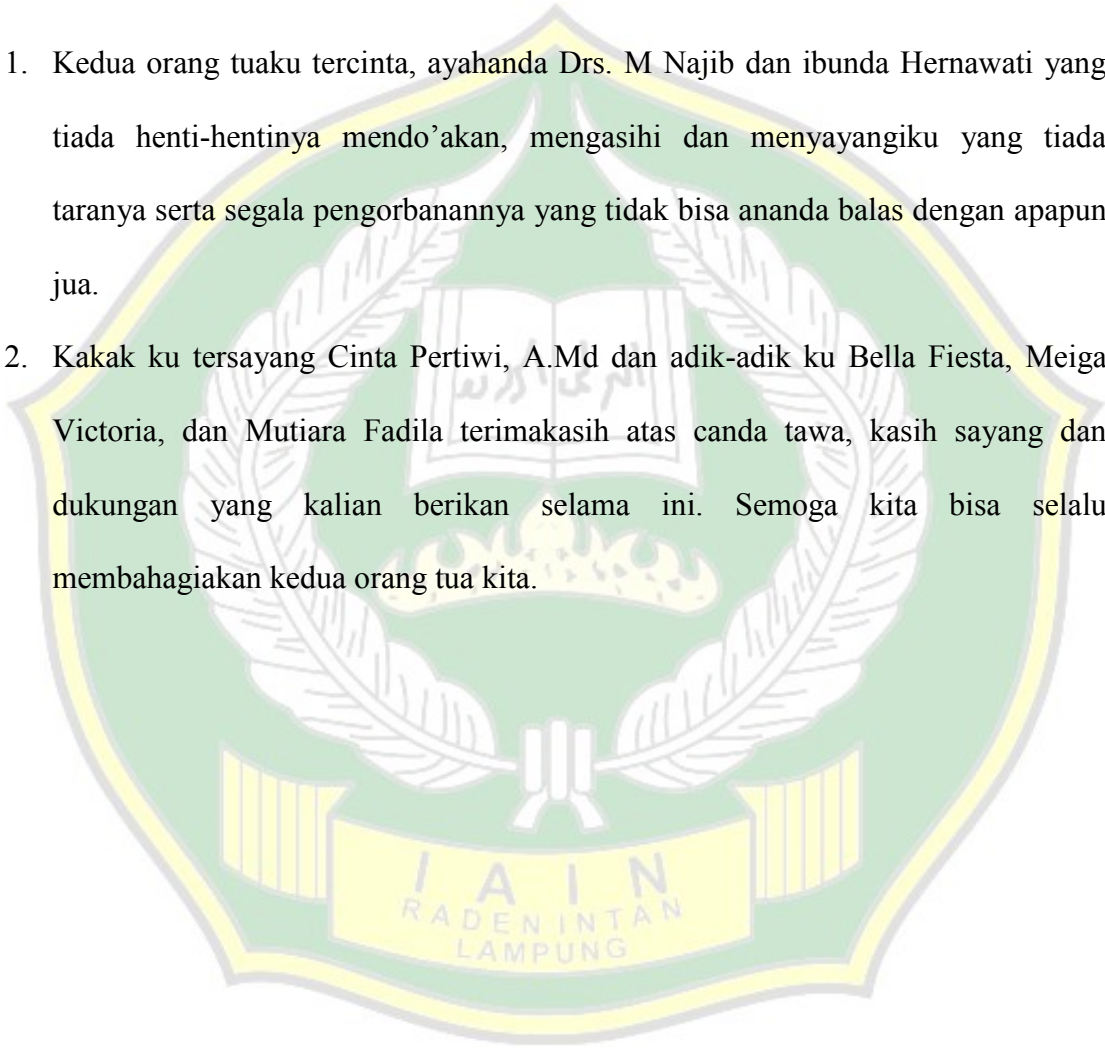 1. Kedua orang tuaku tercinta, ayahanda Drs. M Najib dan ibunda Hernawati yang
tiada henti-hentinya mendo’akan, mengasihi dan menyayangiku yang tiada
taranya serta segala pengorbanannya yang tidak bisa ananda balas dengan apapun
jua.
2. Kakak ku tersayang Cinta Pertiwi, A.Md dan adik-adik ku Bella Fiesta, Meiga
Victoria, dan Mutiara Fadila terimakasih atas canda tawa, kasih sayang dan
dukungan yang kalian berikan selama ini. Semoga kita bisa selalu
membahagiakan kedua orang tua kita.
I A I N
RADEN INTAN
LAMPUNG